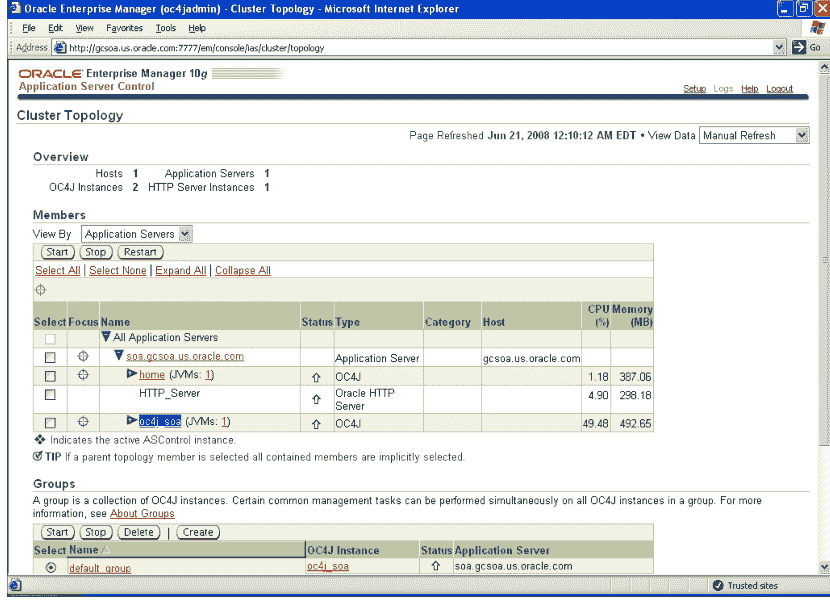 Oracle Enterprise Manager (oc4jadmin) - Cluster Topology - Microsoft Internet Explorer
File Edit View Favorites Tools Help
Address http://gcsoa.us.oracle.com:7777/em/console/ias/cluster/topology Go
ORACLE Enterprise Manager 10g
Application Server Control
Setup Logs Help Logout
Cluster Topology
Page Refreshed Jun 21, 2008 12:10:12 AM EDT • View Data Manual Refresh
Overview
Hosts 1 Application Servers 1
OC4J Instances 2 HTTP Server Instances 1
Members
View By Application Servers
Start Stop Restart
Select All | Select None | Expand All | Collapse All
Select Focus Name Status Type Category Host CPU (%) Memory (MB)
All Application Servers
soa.gcsoa.us.oracle.com Application Server gcsoa.us.oracle.com
home (JVMs: 1) OC4J 1.18 387.06
HTTP_Server Oracle HTTP Server 4.90 298.18
oc4j_soa (JVMs: 1) OC4J 49.48 492.65
Indicates the active ASControl instance.
TIP If a parent topology member is selected all contained members are implicitly selected.
Groups
A group is a collection of OC4J instances. Certain common management tasks can be performed simultaneously on all OC4J instances in a group. For more
information, see About Groups
Start Stop Delete | Create
Select Name OC4J Instance Status Application Server
default_group oc4j_soa soa.gcsoa.us.oracle.com
Trusted sites